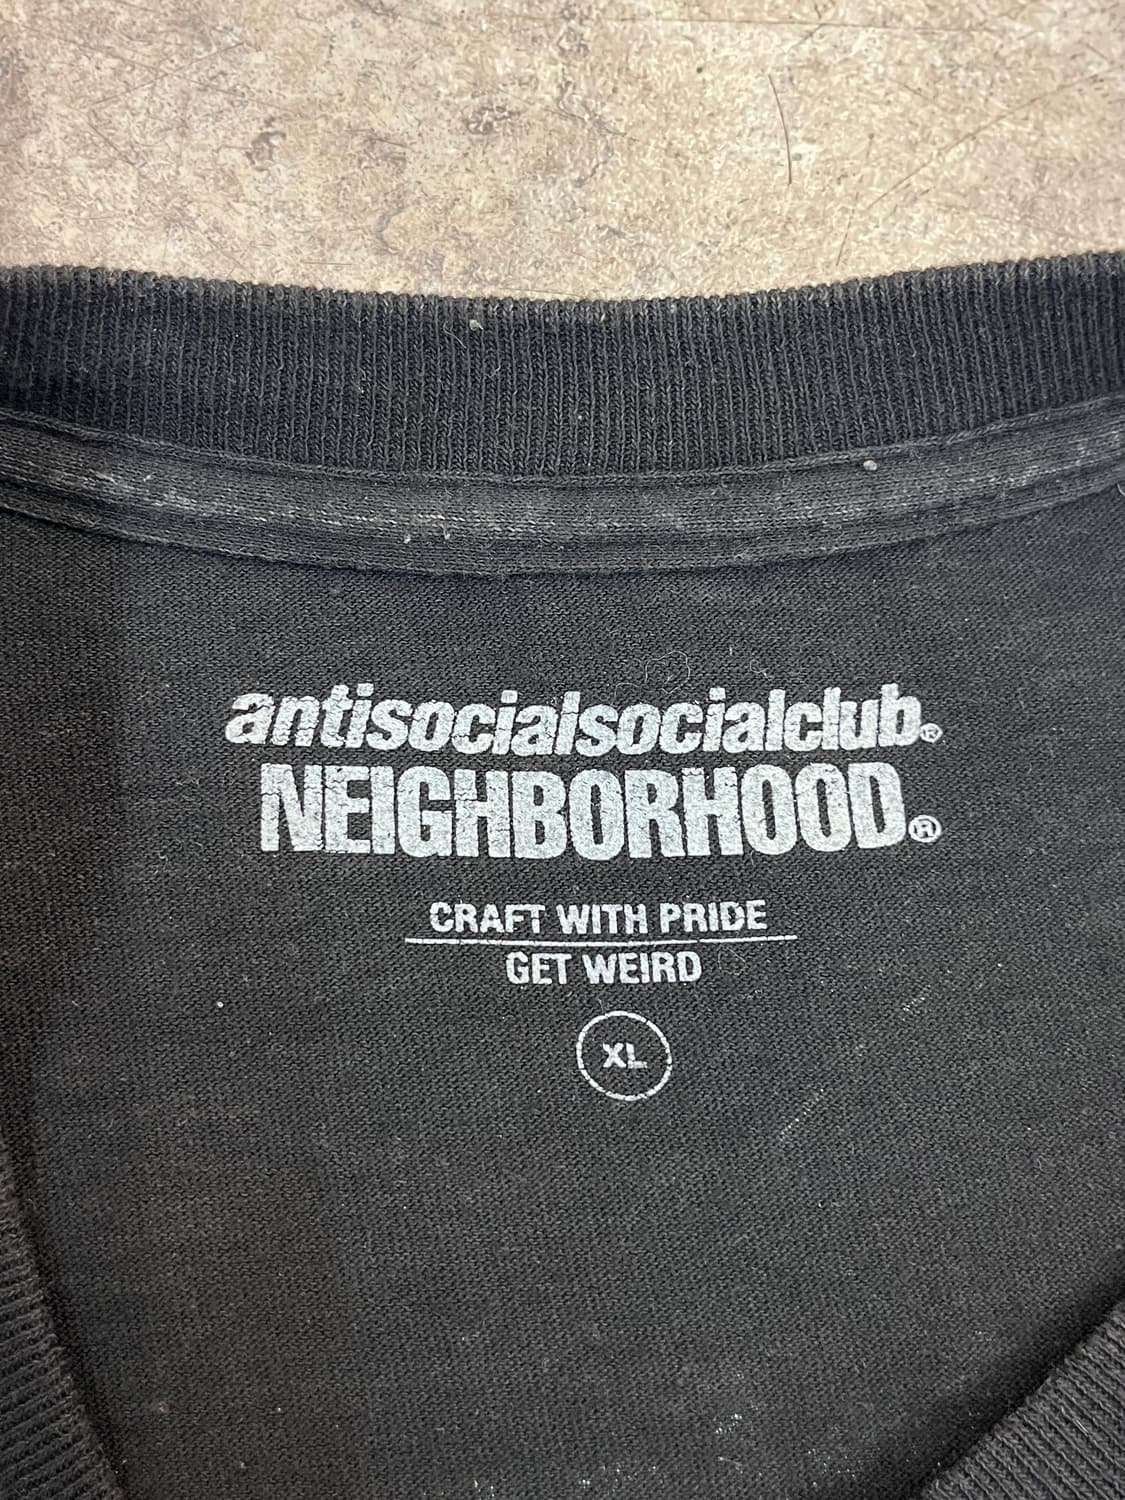 antisocialsocialclub®
NEIGHBORHOOD®
CRAFT WITH PRIDE
GET WEIRD
XL